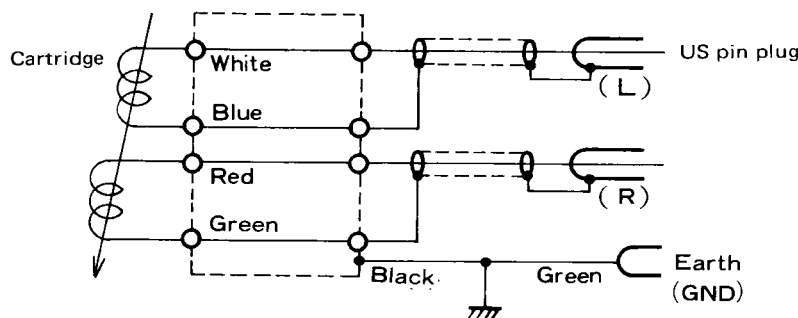 Cartridge
White
US pin plug
(L)
Blue
Red
(R)
Green
Black
Green
Earth
(GND)